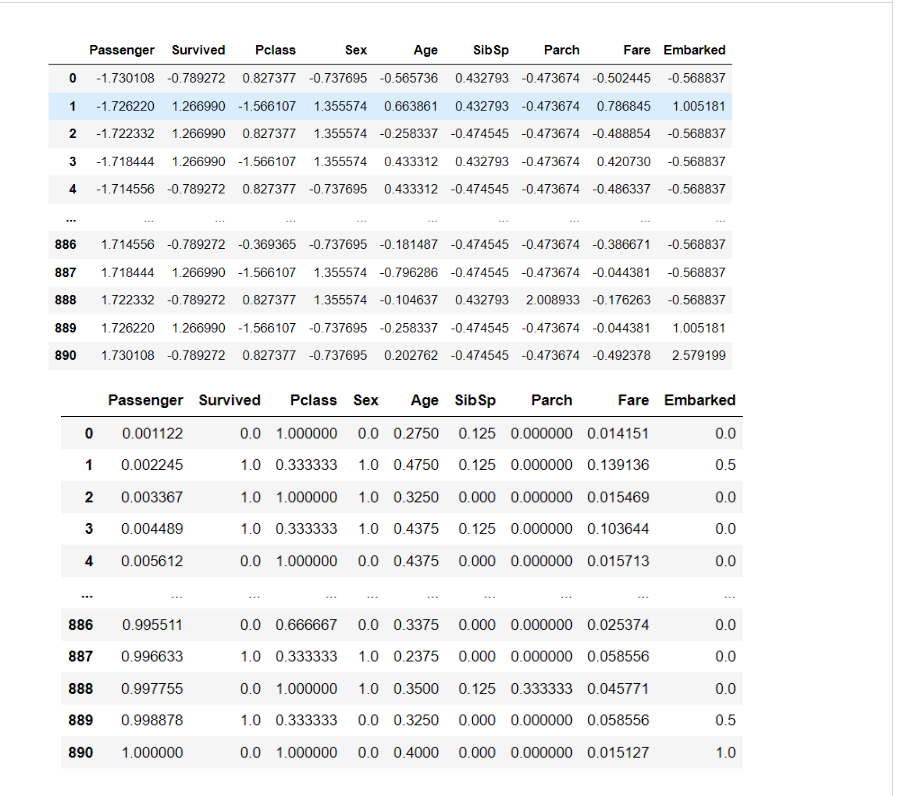 Passenger Survived Pclass Sex Age SibSp Parch Fare Embarked
0 -1.730108 -0.789272 0.827377 -0.737695 -0.565736 0.432793 -0.473674 -0.502445 -0.568837
1 -1.726220 1.266990 -1.566107 1.355574 0.663861 0.432793 -0.473674 0.786845 1.005181
2 -1.722332 1.266990 0.827377 1.355574 -0.258337 -0.474545 -0.473674 -0.488854 -0.568837
3 -1.718444 1.266990 -1.566107 1.355574 0.433312 0.432793 -0.473674 0.420730 -0.568837
4 -1.714556 -0.789272 0.827377 -0.737695 0.433312 -0.474545 -0.473674 -0.486337 -0.568837
... ... ... ... ... ... ... ... ... ...
886 1.714556 -0.789272 -0.369365 -0.737695 -0.181487 -0.474545 -0.473674 -0.386671 -0.568837
887 1.718444 1.266990 -1.566107 1.355574 -0.796286 -0.474545 -0.473674 -0.044381 -0.568837
888 1.722332 -0.789272 0.827377 1.355574 -0.104637 0.432793 2.008933 -0.176263 -0.568837
889 1.726220 1.266990 -1.566107 -0.737695 -0.258337 -0.474545 -0.473674 -0.044381 1.005181
890 1.730108 -0.789272 0.827377 -0.737695 0.202762 -0.474545 -0.473674 -0.492378 2.579199
Passenger Survived Pclass Sex Age SibSp Parch Fare Embarked
0 0.001122 0.0 1.000000 0.0 0.2750 0.125 0.000000 0.014151 0.0
1 0.002245 1.0 0.333333 1.0 0.4750 0.125 0.000000 0.139136 0.5
2 0.003367 1.0 1.000000 1.0 0.3250 0.000 0.000000 0.015469 0.0
3 0.004489 1.0 0.333333 1.0 0.4375 0.125 0.000000 0.103644 0.0
4 0.005612 0.0 1.000000 0.0 0.4375 0.000 0.000000 0.015713 0.0
... ... ... ... ... ... ... ... ... ...
886 0.995511 0.0 0.666667 0.0 0.3375 0.000 0.000000 0.025374 0.0
887 0.996633 1.0 0.333333 1.0 0.2375 0.000 0.000000 0.058556 0.0
888 0.997755 0.0 1.000000 1.0 0.3500 0.125 0.333333 0.045771 0.0
889 0.998878 1.0 0.333333 0.0 0.3250 0.000 0.000000 0.058556 0.5
890 1.000000 0.0 1.000000 0.0 0.4000 0.000 0.000000 0.015127 1.0